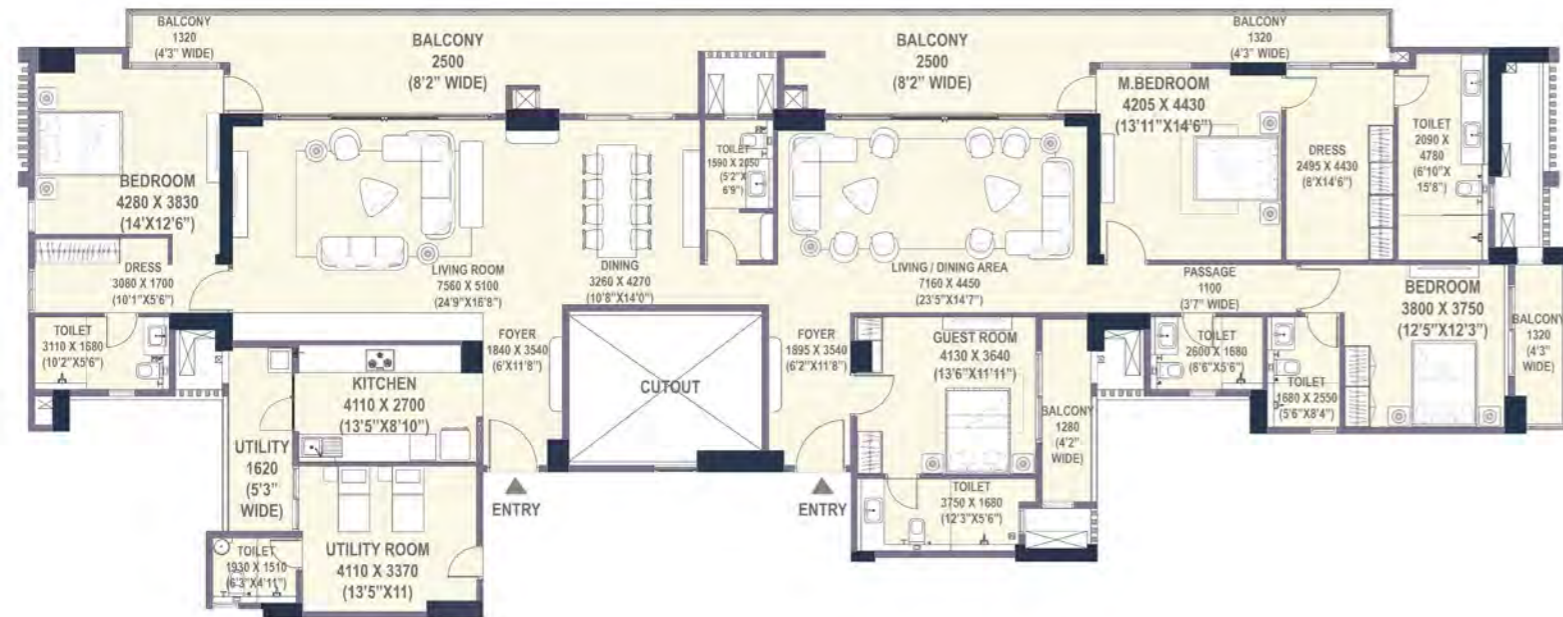 BALCONY
1320
(4'3" WIDE)
BALCONY
2500
(8'2" WIDE)
BALCONY
2500
(8'2" WIDE)
BALCONY
1320
(4'3" WIDE)
BEDROOM
4280 X 3830
(14'X12'6")
DRESS
3080 X 1700
(10'1"X5'6")
TOILET
3110 X 1680
(10'2"X5'6")
LIVING ROOM
7560 X 5100
(24'9"X16'8")
DINING
3260 X 4270
(10'8"X14'0")
TOILET
1590 X 2050
(5'2"X
6'9")
LIVING / DINING AREA
7160 X 4450
(23'5"X14'7")
M.BEDROOM
4205 X 4430
(13'11"X14'6")
DRESS
2495 X 4430
(8'X14'6")
TOILET
2090 X
4780
(6'10"X
15'8")
PASSAGE
1100
(3'7" WIDE)
BEDROOM
3800 X 3750
(12'5"X12'3")
BALCONY
1320
(4'3"
WIDE)
FOYER
1840 X 3540
(6'X11'8")
CUTOUT
FOYER
1895 X 3540
(6'2"X11'8")
GUEST ROOM
4130 X 3640
(13'6"X11'11")
BALCONY
1280
(4'2"
WIDE)
TOILET
2600 X 1680
(8'6"X5'6")
TOILET
1680 X 2550
(5'6"X8'4")
KITCHEN
4110 X 2700
(13'5"X8'10")
UTILITY
1620
(5'3"
WIDE)
ENTRY
ENTRY
TOILET
3750 X 1680
(12'3"X5'6")
TOILET
1930 X 1510
(6'3"X4'11")
UTILITY ROOM
4110 X 3370
(13'5"X11)